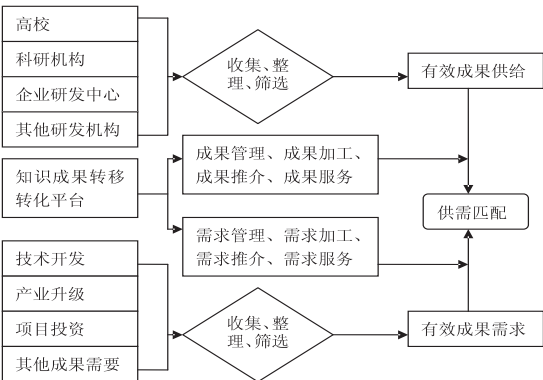 高校
科研机构
企业研发中心
其他研发机构
收集、整
理、筛选
有效成果供给
知识成果转移
转化平台
成果管理、成果加工、
成果推介、成果服务
需求管理、需求加工、
需求推介、需求服务
供需匹配
技术开发
产业升级
项目投资
其他成果需要
收集、整
理、筛选
有效成果需求